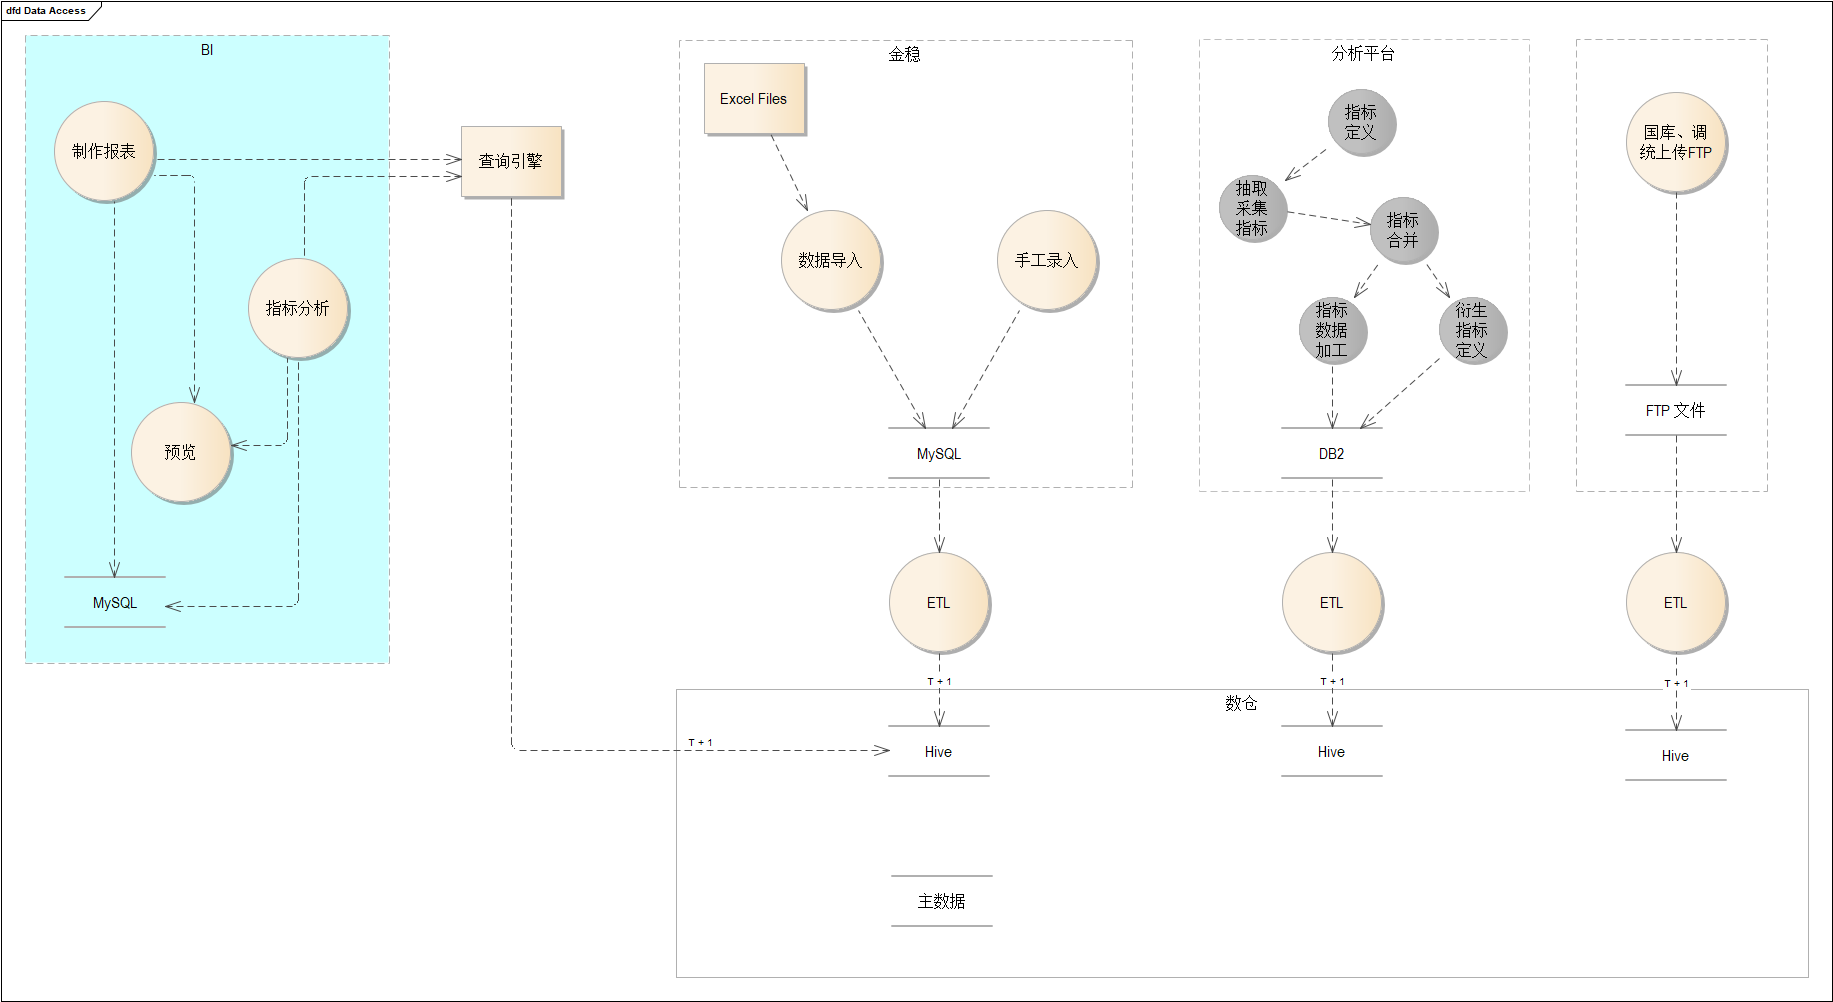 dfd Data Access
BI
制作报表
指标分析
预览
MySQL
查询引擎
金稳
Excel Files
数据导入
手工录入
MySQL
ETL
T + 1
分析平台
指标
定义
抽取
采集
指标
指标
合并
指标
数据
加工
衍生
指标
定义
DB2
ETL
T + 1
国库、调
统上传FTP
FTP 文件
ETL
T + 1
数仓
T + 1
Hive
Hive
Hive
主数据